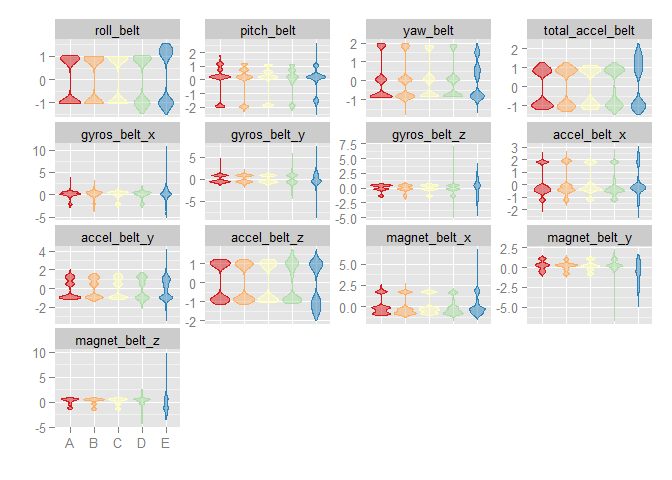 roll_belt pitch_belt yaw_belt total_accel_belt
1 0 -1
2 1 0 -1 -2
2 1 0 -1
2 1 0 -1
gyros_belt_x gyros_belt_y gyros_belt_z accel_belt_x
10 5 0 -5
5 0 -5
7.5 5.0 2.5 0.0 -2.5 -5.0
3 2 1 0 -1 -2
accel_belt_y accel_belt_z magnet_belt_x magnet_belt_y
4 2 0 -2
1 0 -1 -2
5.0 2.5 0.0
2.5 0.0 -2.5 -5.0
magnet_belt_z
10 5 0 -5
A B C D E